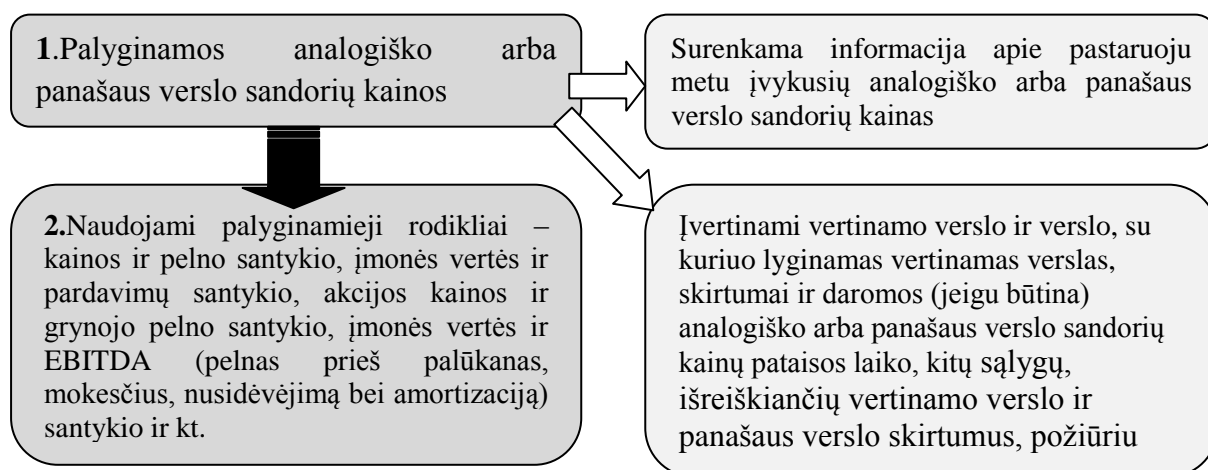 1.Palyginamos analogiško arba
panašaus verslo sandorių kainos
Surenkama informacija apie pastaruoju
metu įvykusių analogiško arba panašaus
verslo sandorių kainas
2.Naudojami palyginamieji rodikliai –
kainos ir pelno santykio, įmonės vertės ir
pardavimų santykio, akcijos kainos ir
grynojo pelno santykio, įmonės vertės ir
EBITDA (pelnas prieš palūkanas,
mokesčius, nusidėvėjimą bei amortizaciją)
santykio ir kt.
Įvertinami vertinamo verslo ir verslo, su
kuriuo lyginamas vertinamas verslas,
skirtumai ir daromos (jeigu būtina)
analogiško arba panašaus verslo sandorių
kainų pataisos laiko, kitų sąlygų,
išreiškiančių vertinamo verslo ir
panašaus verslo skirtumus, požiūriu